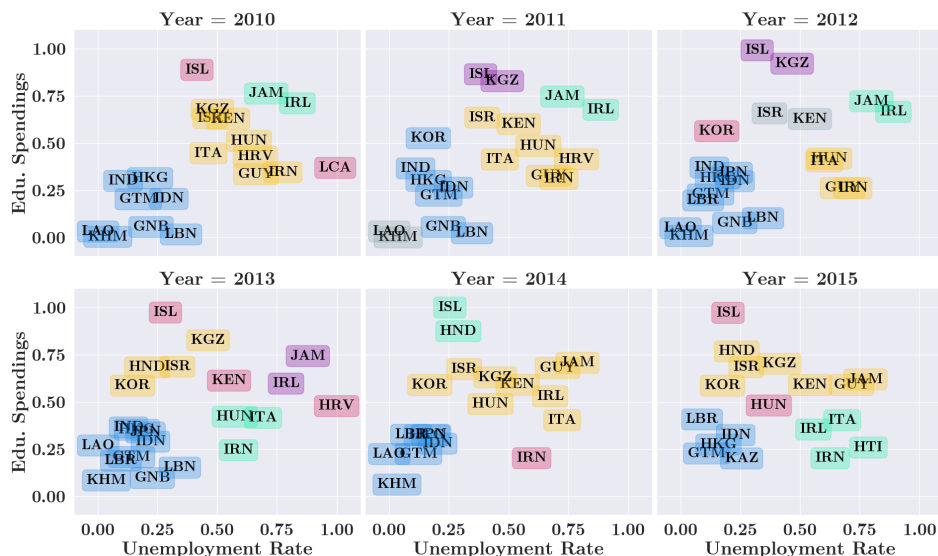 Year = 2010
Year = 2011
Year = 2012
Edu. Spendings
1.00
0.75
0.50
0.25
0.00
ISL
JAM
IRL
KGZ
KEN
HUN
ITA
HRV
GUY
IRN
LCA
IND
HKG
GTM
IDN
LAO
KHM
GNB
LBN
ISL
KGZ
JAM
IRL
ISR
KEN
KOR
HUN
ITA
HRV
IND
HKG
IDN
GTM
LAO
KHM
GNB
LBN
ISL
KGZ
JAM
IRL
ISR
KEN
KOR
HUN
ITA
IRN
IND
JPN
IDN
GTM
LBR
LAO
KHM
GNB
LBN
Year = 2013
Year = 2014
Year = 2015
Edu. Spendings
1.00
0.75
0.50
0.25
0.00
ISL
KGZ
HND
ISR
KOR
KEN
JAM
IRL
HRV
HUN
ITA
IRN
IND
JPN
IDN
LAO
GTM
LBR
LBN
KHM
GNB
ISL
HND
ISR
KOR
KGZ
KEN
GUY
JAM
HUN
IRL
ITA
IRN
LBR
JPN
IDN
LAO
GTM
KHM
ISL
HND
ISR
KGZ
KOR
KEN
GUY
JAM
HUN
LBR
ITA
IRL
IDN
HKG
GTM
KAZ
IRN
HTI
0.00 0.25 0.50 0.75 1.00
0.00 0.25 0.50 0.75 1.00
0.00 0.25 0.50 0.75 1.00
Unemployment Rate
Unemployment Rate
Unemployment Rate